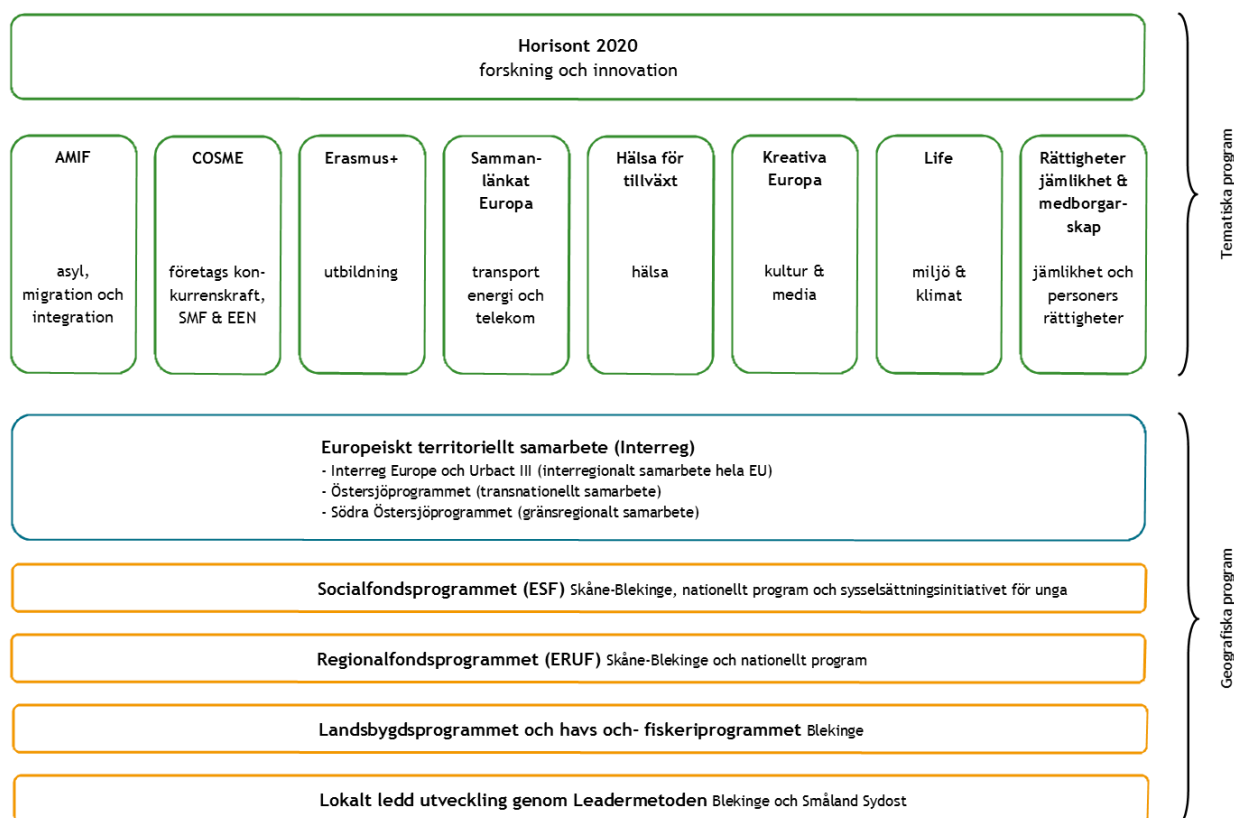 Horisont 2020
forskning och innovation
AMIF
asyl,
migration och
integration
COSME
företags kon-
kurrenskraft,
SMF & EEN
Erasmus+
utbildning
Samman-
länkat
Europa
transport
energi och
telekom
Hälsa för
tillväxt
hälsa
Kreativa
Europa
kultur &
media
Life
miljö &
klimat
Rättigheter
jämlikhet &
medborgar-
skap
jämlikhet och
personers
rättigheter
Tematiska program
Europeiskt territoriellt samarbete (Interreg)
- Interreg Europe och Urbact III (interregionalt samarbete hela EU)
- Östersjöprogrammet (transnationellt samarbete)
- Södra Östersjöprogrammet (gränsregionalt samarbete)
Socialfondsprogrammet (ESF) Skåne-Blekinge, nationellt program och sysselsättningsinitiativet för unga
Regionalfondsprogrammet (ERUF) Skåne-Blekinge och nationellt program
Landsbygdsprogrammet och havs och- fiskeriprogrammet Blekinge
Lokalt ledd utveckling genom Leadermetoden Blekinge och Småland Sydost
Geografiska program